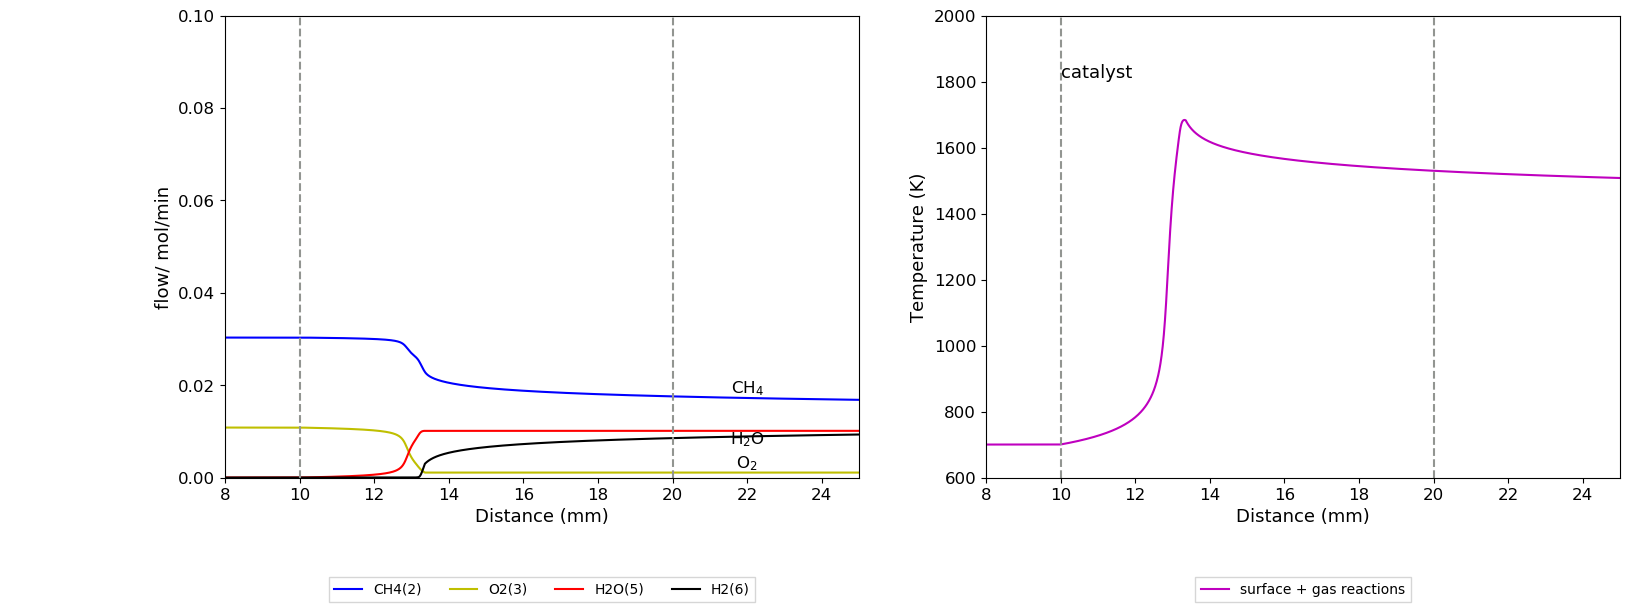 0.10
0.08
0.06
0.04
0.02
0.00
flow/ mol/min
CH₄
H₂O
O₂
8 10 12 14 16 18 20 22 24
Distance (mm)
CH4(2) O2(3) H2O(5) H2(6)
2000
1800
1600
1400
1200
1000
800
600
Temperature (K)
catalyst
8 10 12 14 16 18 20 22 24
Distance (mm)
surface + gas reactions